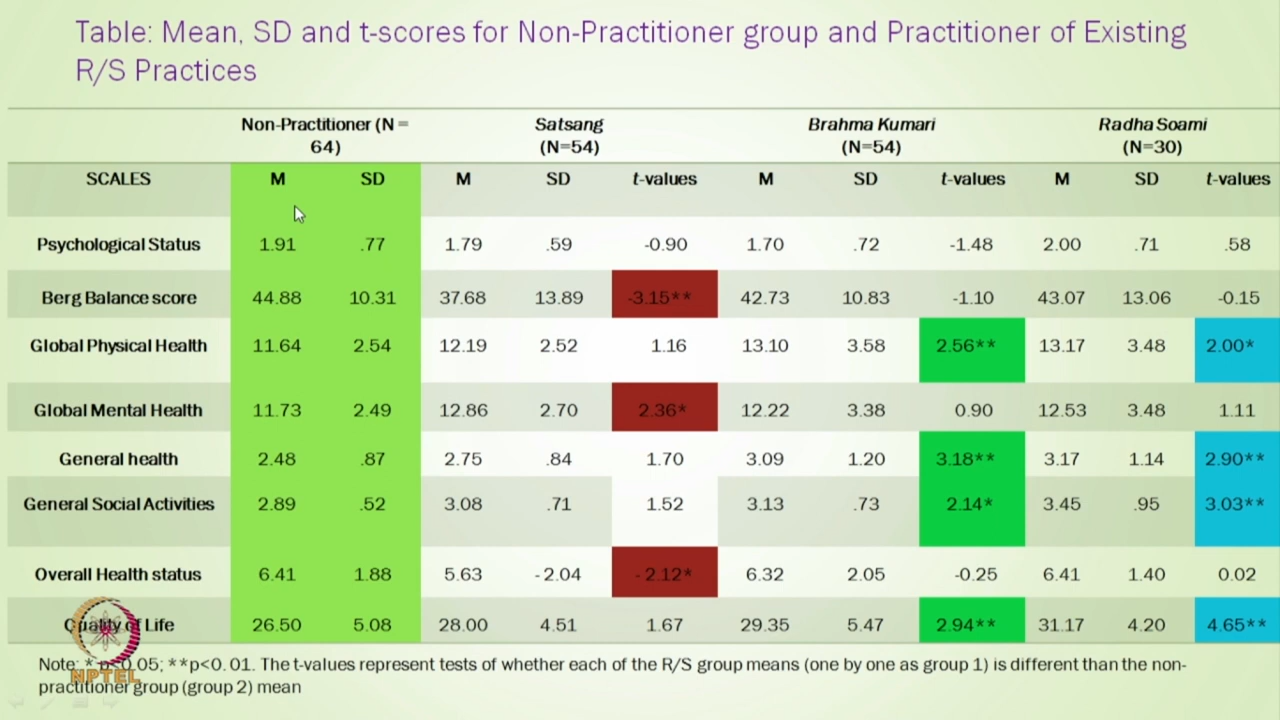 Table: Mean, SD and t-scores for Non-Practitioner group and Practitioner of Existing
R/S Practices
Non-Practitioner (N = 64) Satsang (N=54) Brahma Kumari (N=54) Radha Soami (N=30)
SCALES M SD M SD t-values M SD t-values M SD t-values
Psychological Status 1.91 .77 1.79 .59 -0.90 1.70 .72 -1.48 2.00 .71 .58
Berg Balance score 44.88 10.31 37.68 13.89 -3.15** 42.73 10.83 -1.10 43.07 13.06 -0.15
Global Physical Health 11.64 2.54 12.19 2.52 1.16 13.10 3.58 2.56** 13.17 3.48 2.00*
Global Mental Health 11.73 2.49 12.86 2.70 2.36* 12.22 3.38 0.90 12.53 3.48 1.11
General health 2.48 .87 2.75 .84 1.70 3.09 1.20 3.18** 3.17 1.14 2.90**
General Social Activities 2.89 .52 3.08 .71 1.52 3.13 .73 2.14* 3.45 .95 3.03**
Overall Health status 6.41 1.88 5.63 -2.04 -2.12* 6.32 2.05 -0.25 6.41 1.40 0.02
Quality of Life 26.50 5.08 28.00 4.51 1.67 29.35 5.47 2.94** 31.17 4.20 4.65**
Note: * p<0.05; **p<0.01. The t-values represent tests of whether each of the R/S group means (one by one as group 1) is different than the non-
practitioner group (group 2) mean
NPTEL